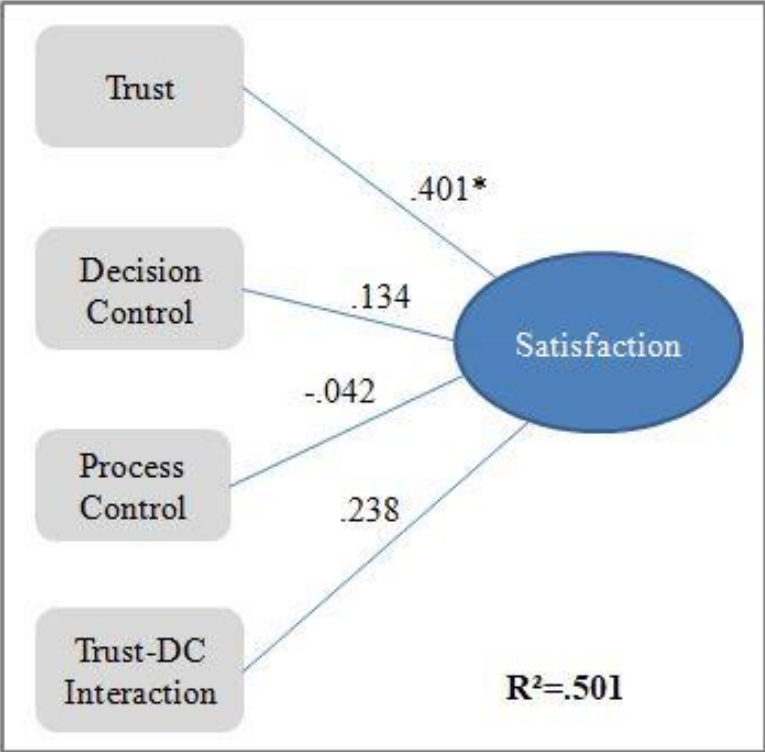 Trust
.401*
Decision
Control
.134
Satisfaction
-.042
Process
Control
.238
Trust-DC
Interaction
R²=.501